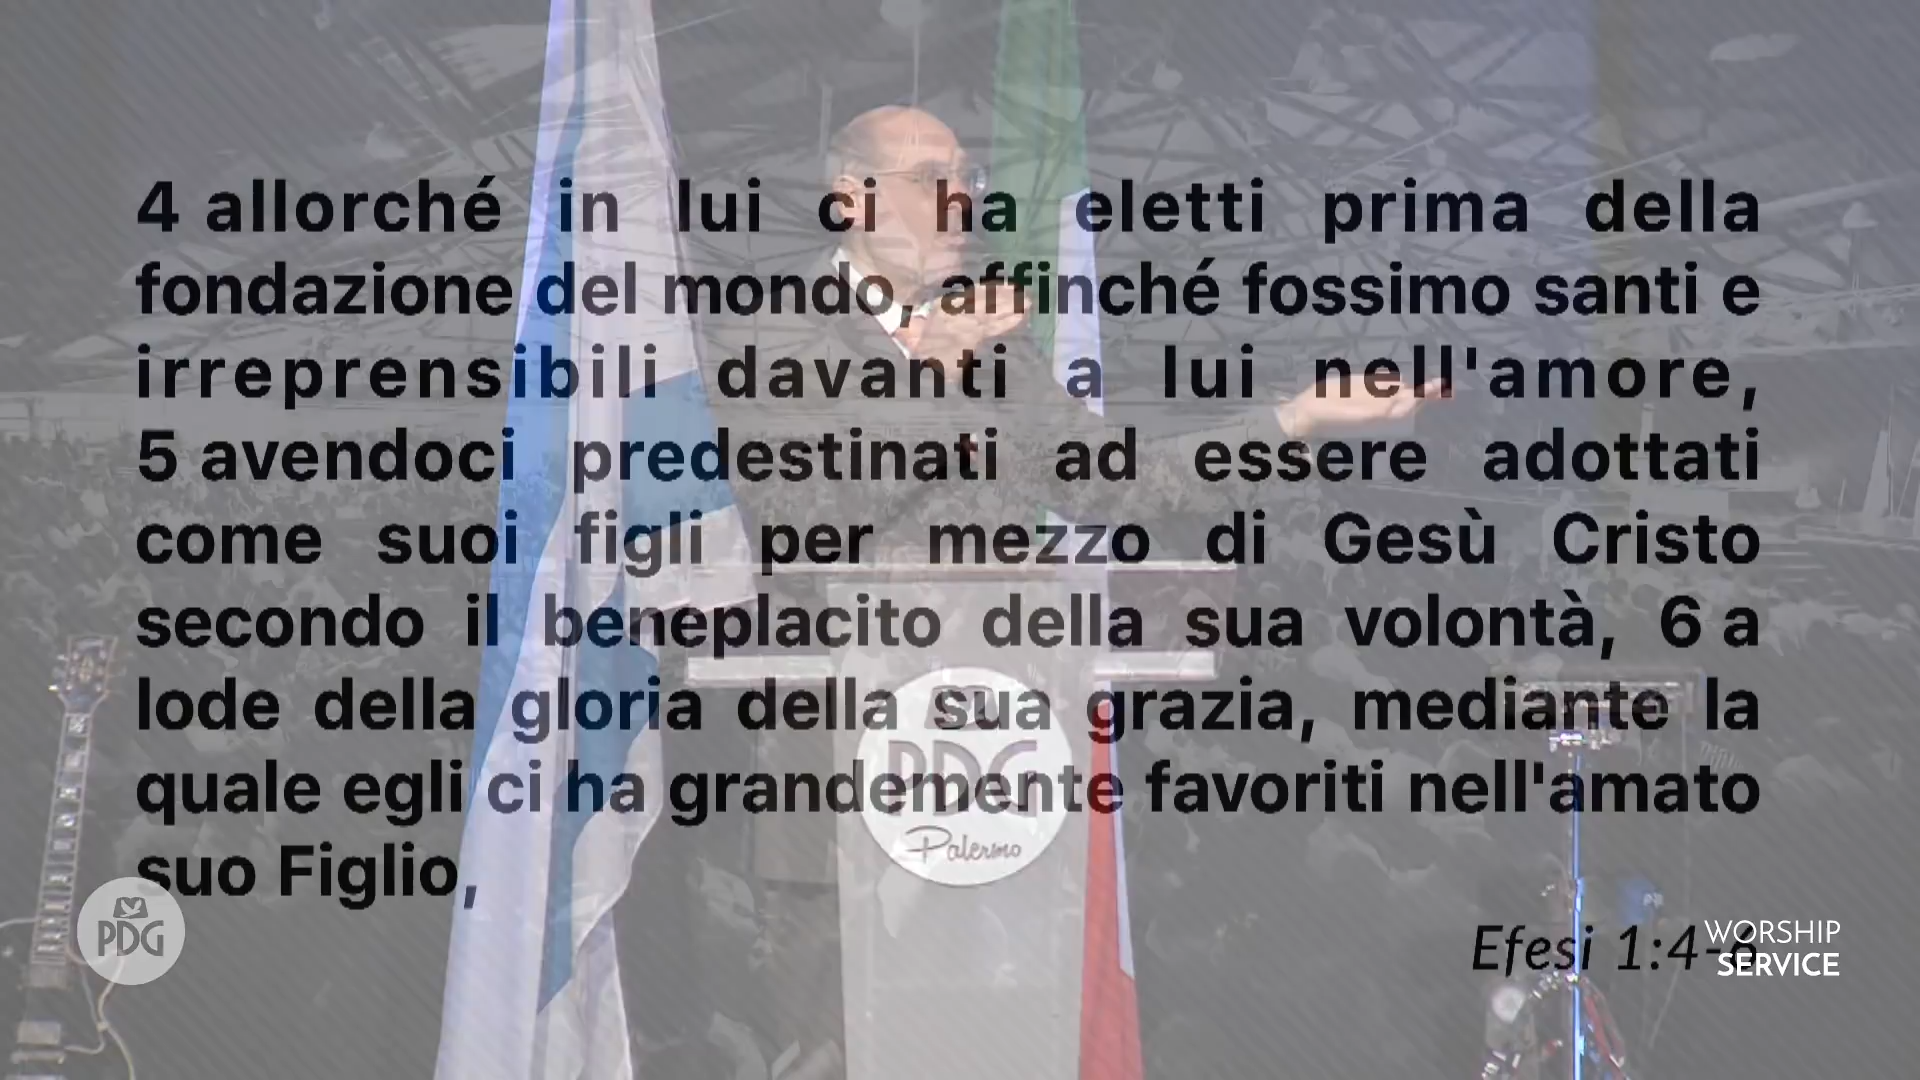 4 allorché in lui ci ha eletti prima della
fondazione del mondo, affinché fossimo santi e
irreprensibili davanti a lui nell'amore,
5 avendoci predestinati ad essere adottati
come suoi figli per mezzo di Gesù Cristo
secondo il beneplacito della sua volontà, 6 a
lode della gloria della sua grazia, mediante la
quale egli ci ha grandemente favoriti nell'amato
suo Figlio,
PDG
Palermo
PDG
Efesi 1:4-6
WORSHIP
SERVICE